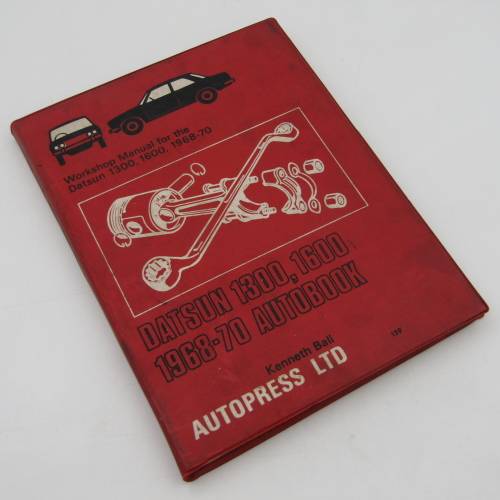 Workshop Manual for the
Datsun 1300, 1600, 1968-70
DATSUN 1300, 1600
1968-70 AUTOBOOK
Kenneth Ball
AUTOPRESS LTD